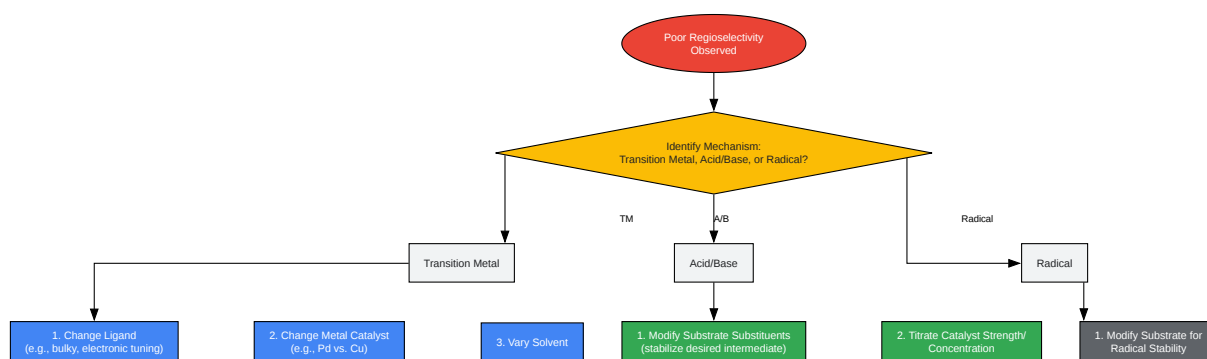 Poor Regioselectivity
Observed
Identify Mechanism:
Transition Metal, Acid/Base, or Radical?
TM
A/B
Radical
Transition Metal
Acid/Base
Radical
1. Change Ligand
(e.g., bulky, electronic tuning)
2. Change Metal Catalyst
(e.g., Pd vs. Cu)
3. Vary Solvent
1. Modify Substrate Substituents
(stabilize desired intermediate)
2. Titrate Catalyst Strength/
Concentration
1. Modify Substrate for
Radical Stability